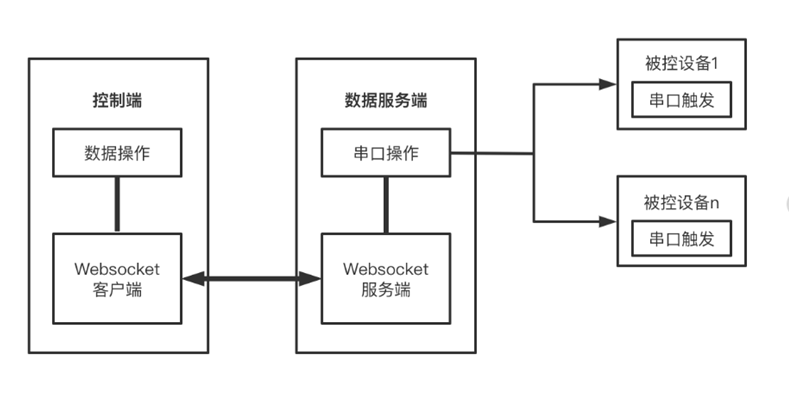 控制端
数据操作
Websocket
客户端
数据服务端
串口操作
Websocket
服务端
被控设备1
串口触发
被控设备n
串口触发